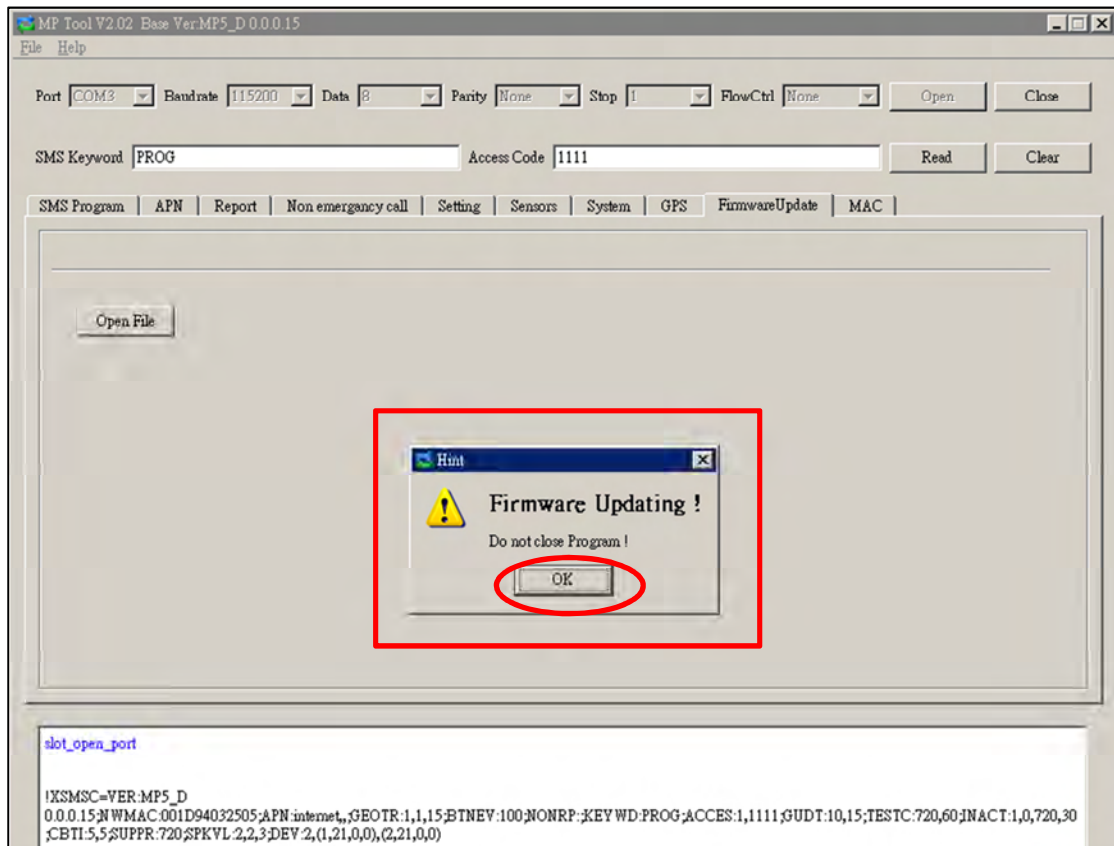 MP Tool V2.02 Base Ver:MP5_D 0.0.0.15
File Help
Port COM3 Baudrate 115200 Data 8 Parity None Stop 1 FlowCtrl None Open Close
SMS Keyword PROG Access Code 1111 Read Clear
SMS Program APN Report Non emergancy call Setting Sensors System GPS FirmwareUpdate MAC
Open File
Hint
Firmware Updating !
Do not close Program !
OK
slot_open_port
!XSMSC=VER:MP5_D
0.0.0.15;NWMAC:001D94032505;APN:internet,,;GEOTR:1,1,15;BTNEV:100;NONRP:;KEYWD:PROG;ACCES:1,1111;GUDT:10,15;TESTC:720,60;INACT:1,0,720,30
;CBTI:5,5;SUPPR:720;SPKVL:2,2,3;DEV:2,(1,21,0,0),(2,21,0,0)